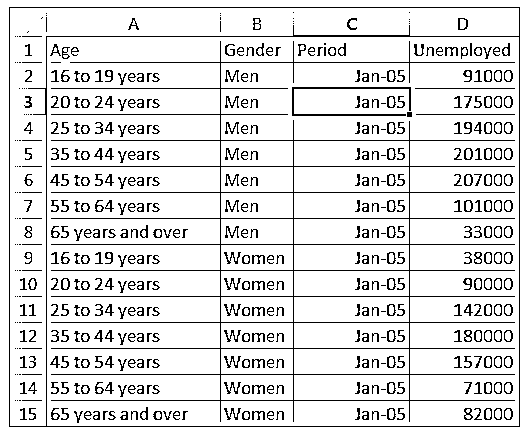 A B C D
1 Age Gender Period Unemployed
2 16 to 19 years Men Jan-05 91000
3 20 to 24 years Men Jan-05 175000
4 25 to 34 years Men Jan-05 194000
5 35 to 44 years Men Jan-05 201000
6 45 to 54 years Men Jan-05 207000
7 55 to 64 years Men Jan-05 101000
8 65 years and over Men Jan-05 33000
9 16 to 19 years Women Jan-05 38000
10 20 to 24 years Women Jan-05 90000
11 25 to 34 years Women Jan-05 142000
12 35 to 44 years Women Jan-05 180000
13 45 to 54 years Women Jan-05 157000
14 55 to 64 years Women Jan-05 71000
15 65 years and over Women Jan-05 82000